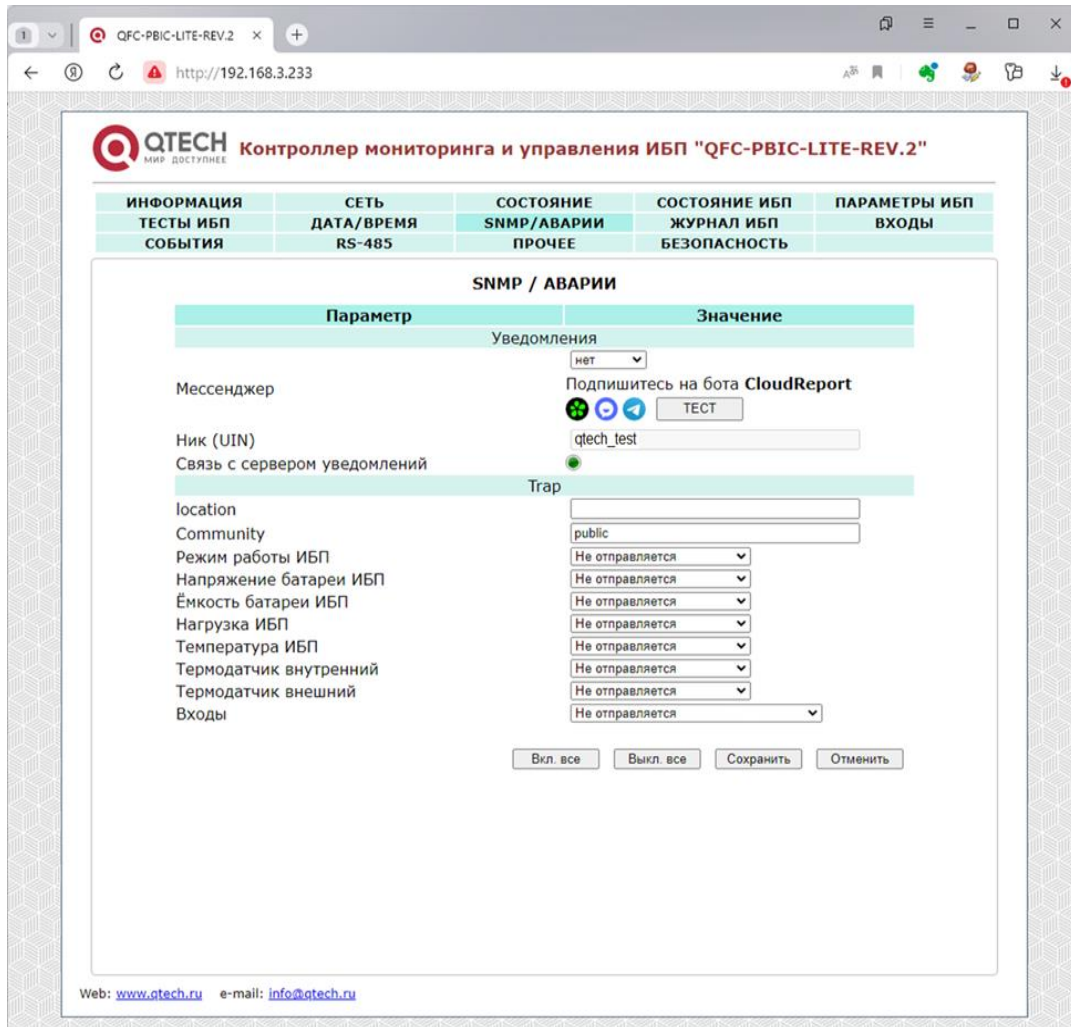 1
QFC-PBIC-LITE-REV.2
http://192.168.3.233
QTECH
МИР ДОСТУПНЕЕ
Контроллер мониторинга и управления ИБП "QFC-PBIC-LITE-REV.2"
ИНФОРМАЦИЯ СЕТЬ СОСТОЯНИЕ СОСТОЯНИЕ ИБП ПАРАМЕТРЫ ИБП
ТЕСТЫ ИБП ДАТА/ВРЕМЯ SNMP/АВАРИИ ЖУРНАЛ ИБП ВХОДЫ
СОБЫТИЯ RS-485 ПРОЧЕЕ БЕЗОПАСНОСТЬ
SNMP / АВАРИИ
Параметр Значение
Уведомления
нет
Мессенджер
Подпишитесь на бота CloudReport
ТЕСТ
Ник (UIN) qtech_test
Связь с сервером уведомлений
Trap
location
Community public
Режим работы ИБП Не отправляется
Напряжение батареи ИБП Не отправляется
Ёмкость батареи ИБП Не отправляется
Нагрузка ИБП Не отправляется
Температура ИБП Не отправляется
Термодатчик внутренний Не отправляется
Термодатчик внешний Не отправляется
Входы Не отправляется
Вкл. все Выкл. все Сохранить Отменить
Web: www.qtech.ru e-mail: info@qtech.ru